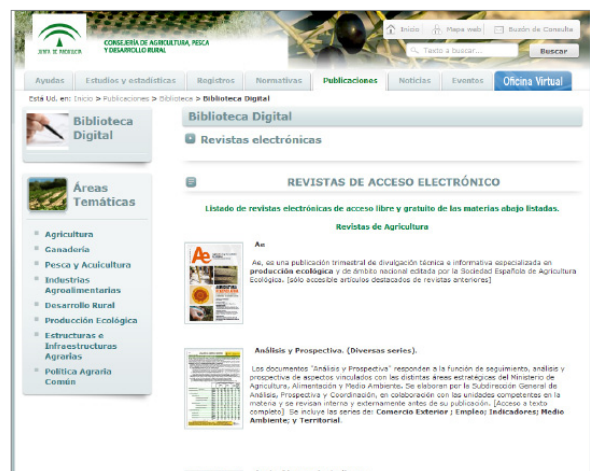 Inicio Mapa web Buzón de Consulta
JUNTA DE ANDALUCIA
CONSEJERÍA DE AGRICULTURA, PESCA
Y DESARROLLO RURAL
Texto a buscar...
Buscar
Ayudas Estudios y estadísticas Registros Normativas Publicaciones Noticias Eventos Oficina Virtual
Está Ud. en: Inicio > Publicaciones > Biblioteca > Biblioteca Digital
Biblioteca
Digital
Áreas
Temáticas
Agricultura
Ganadería
Pesca y Acuicultura
Industrias
Agroalimentarias
Desarrollo Rural
Producción Ecológica
Estructuras e
Infraestructuras
Agrarias
Política Agraria
Común
Biblioteca Digital
Revistas electrónicas
REVISTAS DE ACCESO ELECTRÓNICO
Listado de revistas electrónicas de acceso libre y gratuito de las materias abajo listadas.
Revistas de Agricultura
Ae
Ae
Ae, es una publicación trimestral de divulgación técnica e informativa especializada en
producción ecológica y de ámbito nacional editada por la Sociedad Española de Agricultura
Ecológica. [sólo accesible artículos destacados de revistas anteriores]
Análisis y Prospectiva. (Diversas series).
Los documentos "Análisis y Prospectiva" responden a la función de seguimiento, análisis y
prospectiva de aspectos vinculados con las distintas áreas estratégicas del Ministerio de
Agricultura, Alimentación y Medio Ambiente. Se elaboran por la Subdirección General de
Análisis, Prospectiva y Coordinación, en colaboración con las unidades competentes en la
materia y se revisan interna y externamente antes de su publicación. [Acceso a texto
completo]. Se incluye las series de: Comercio Exterior ; Empleo; Indicadores; Medio
Ambiente; y Territorial.